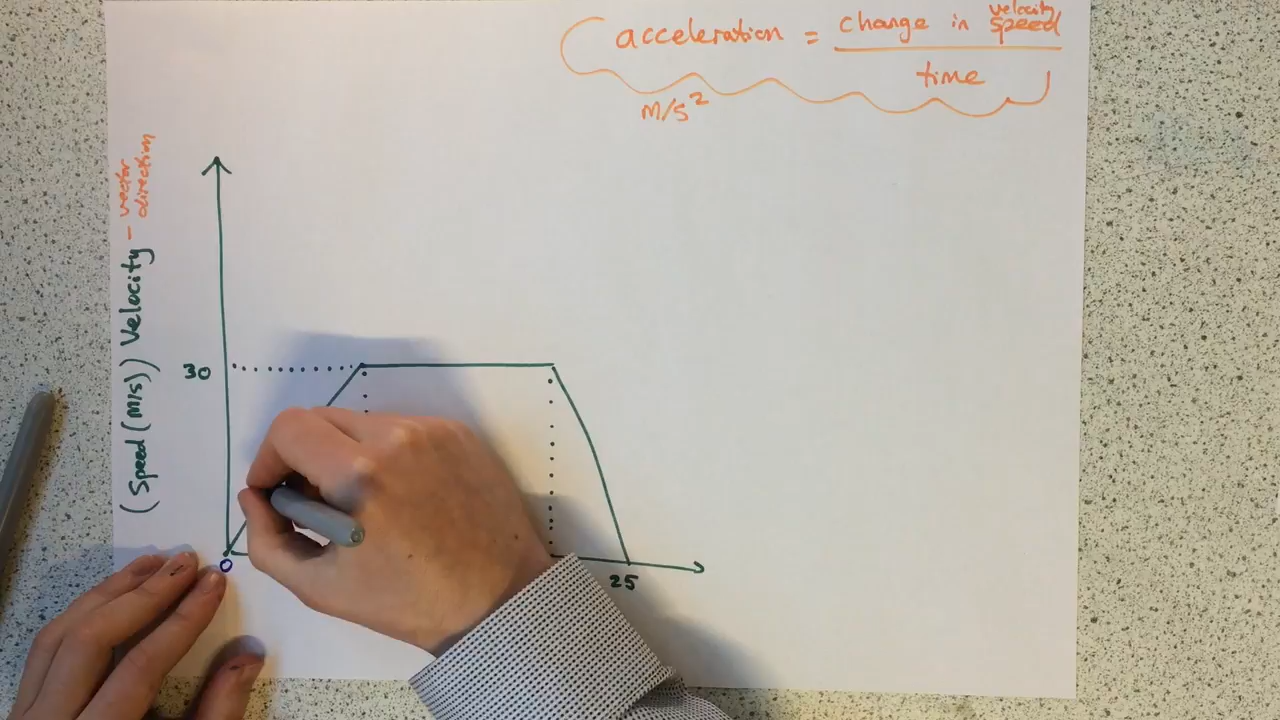 velocity
acceleration = change in speed
time
m/s²
(Speed (m/s)) Velocity - vector
direction
30
0
25